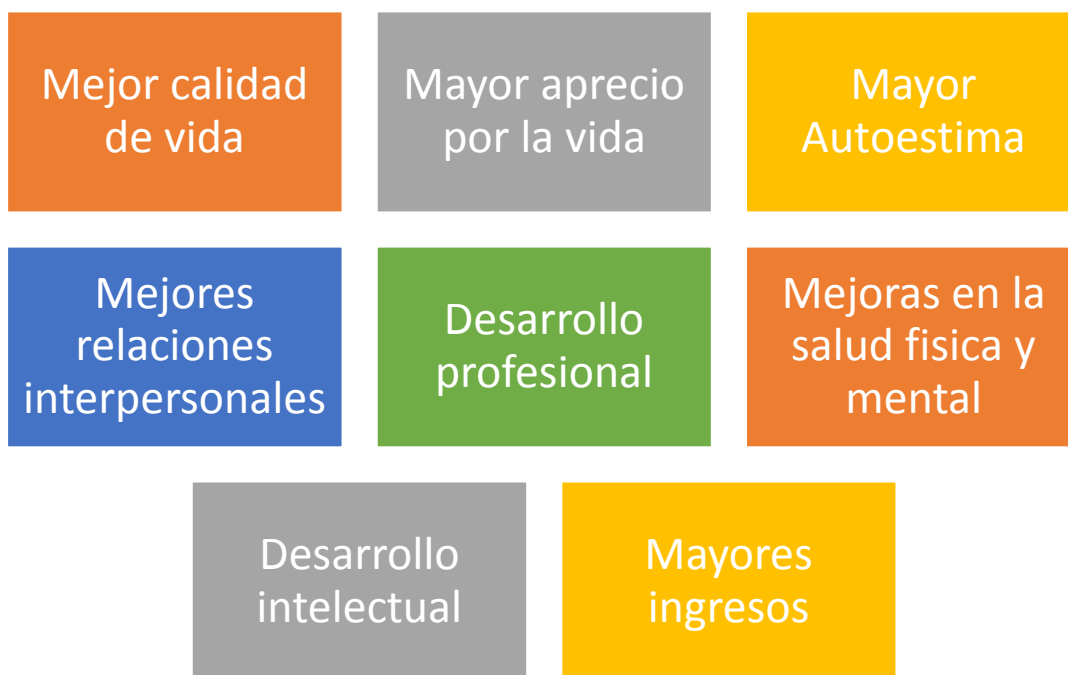 Mejor calidad
de vida
Mayor aprecio
por la vida
Mayor
Autoestima
Mejores
relaciones
interpersonales
Desarrollo
profesional
Mejoras en la
salud fisica y
mental
Desarrollo
intelectual
Mayores
ingresos